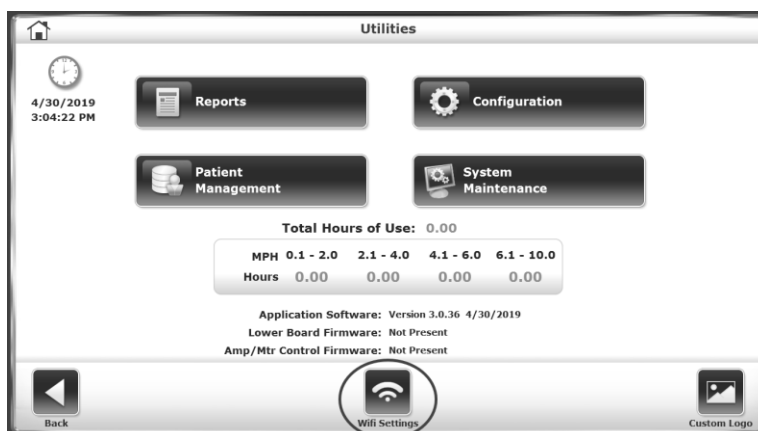 Utilities
4/30/2019
3:04:22 PM
Reports
Configuration
Patient
Management
System
Maintenance
Total Hours of Use: 0.00
MPH 0.1 - 2.0 2.1 - 4.0 4.1 - 6.0 6.1 - 10.0
Hours 0.00 0.00 0.00 0.00
Application Software: Version 3.0.36 4/30/2019
Lower Board Firmware: Not Present
Amp/Mtr Control Firmware: Not Present
Back
Wifi Settings
Custom Logo